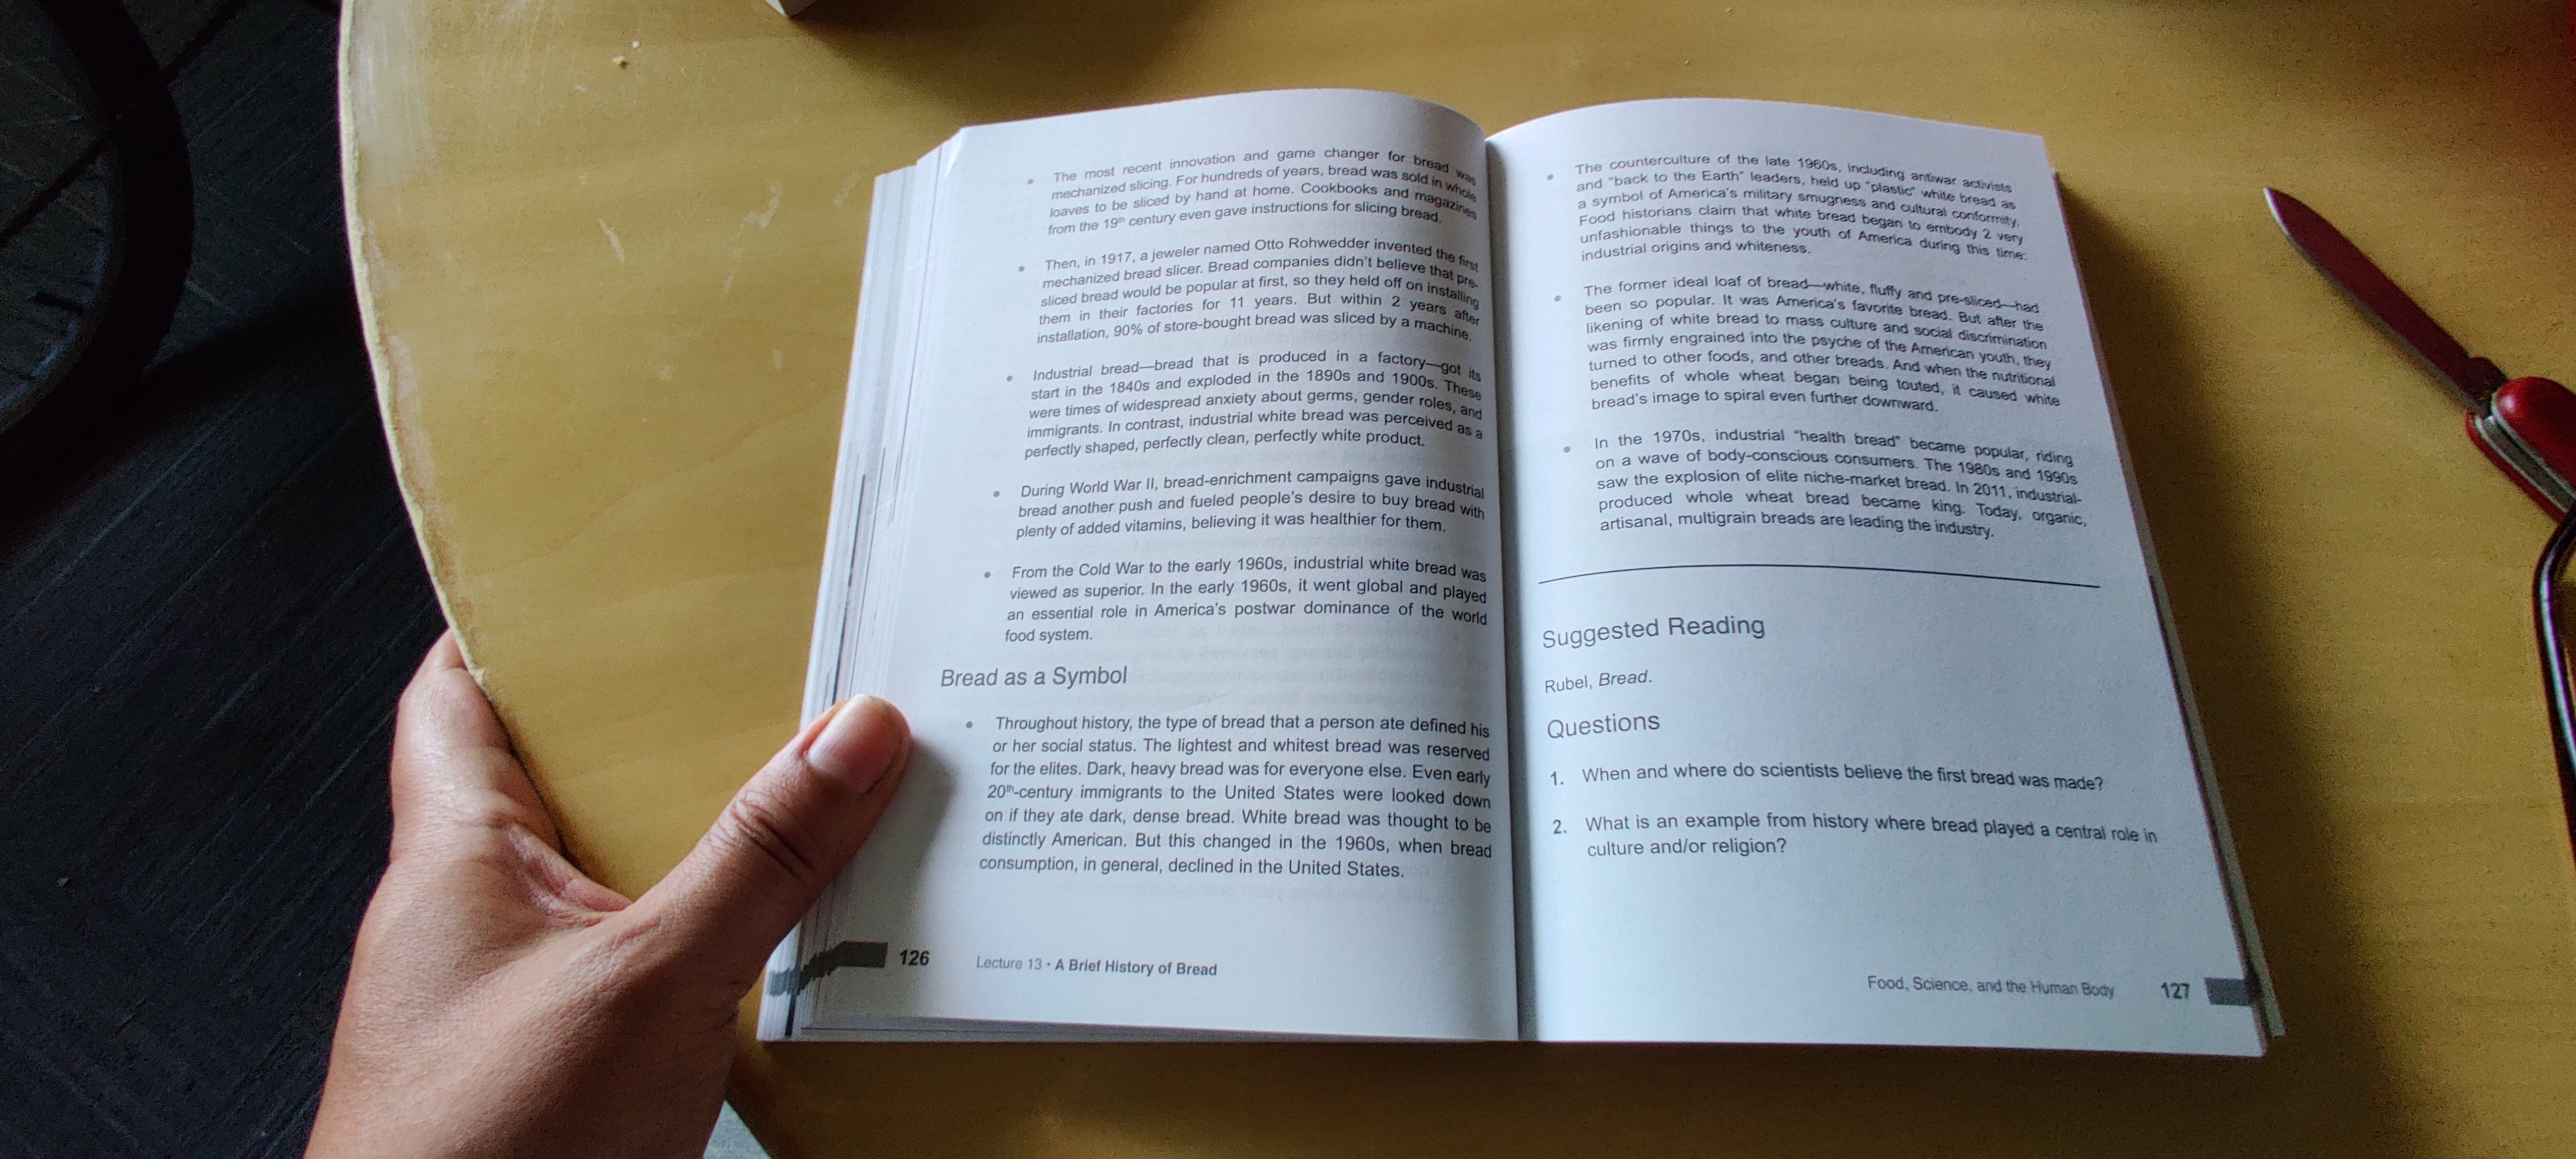 • The most recent innovation and game changer for bread was
mechanized slicing. For hundreds of years, bread was sold in whole
loaves to be sliced by hand at home. Cookbooks and magazines
from the 19th century even gave instructions for slicing bread.
• Then, in 1917, a jeweler named Otto Rohwedder invented the first
mechanized bread slicer. Bread companies didn't believe that pre-
sliced bread would be popular at first, so they held off on installing
them in their factories for 11 years. But within 2 years after
installation, 90% of store-bought bread was sliced by a machine.
• Industrial bread—bread that is produced in a factory—got its
start in the 1840s and exploded in the 1890s and 1900s. These
were times of widespread anxiety about germs, gender roles, and
immigrants. In contrast, industrial white bread was perceived as a
perfectly shaped, perfectly clean, perfectly white product.
• During World War II, bread-enrichment campaigns gave industrial
bread another push and fueled people's desire to buy bread with
plenty of added vitamins, believing it was healthier for them.
• From the Cold War to the early 1960s, industrial white bread was
viewed as superior. In the early 1960s, it went global and played
an essential role in America's postwar dominance of the world
food system.
Bread as a Symbol
• Throughout history, the type of bread that a person ate defined his
or her social status. The lightest and whitest bread was reserved
for the elites. Dark, heavy bread was for everyone else. Even early
20th-century immigrants to the United States were looked down
on if they ate dark, dense bread. White bread was thought to be
distinctly American. But this changed in the 1960s, when bread
consumption, in general, declined in the United States.
126 Lecture 13 • A Brief History of Bread
• The counterculture of the late 1960s, including antiwar activists
and "back to the Earth" leaders, held up "plastic" white bread as
a symbol of America's military smugness and cultural conformity.
Food historians claim that white bread began to embody 2 very
unfashionable things to the youth of America during this time:
industrial origins and whiteness.
• The former ideal loaf of bread—white, fluffy and pre-sliced—had
been so popular. It was America's favorite bread. But after the
likening of white bread to mass culture and social discrimination
was firmly engrained into the psyche of the American youth, they
turned to other foods, and other breads. And when the nutritional
benefits of whole wheat began being touted, it caused white
bread's image to spiral even further downward.
• In the 1970s, industrial "health bread" became popular, riding
on a wave of body-conscious consumers. The 1980s and 1990s
saw the explosion of elite niche-market bread. In 2011, industrial-
produced whole wheat bread became king. Today, organic,
artisanal, multigrain breads are leading the industry.
Suggested Reading
Rubel, Bread.
Questions
1. When and where do scientists believe the first bread was made?
2. What is an example from history where bread played a central role in
culture and/or religion?
Food, Science, and the Human Body 127